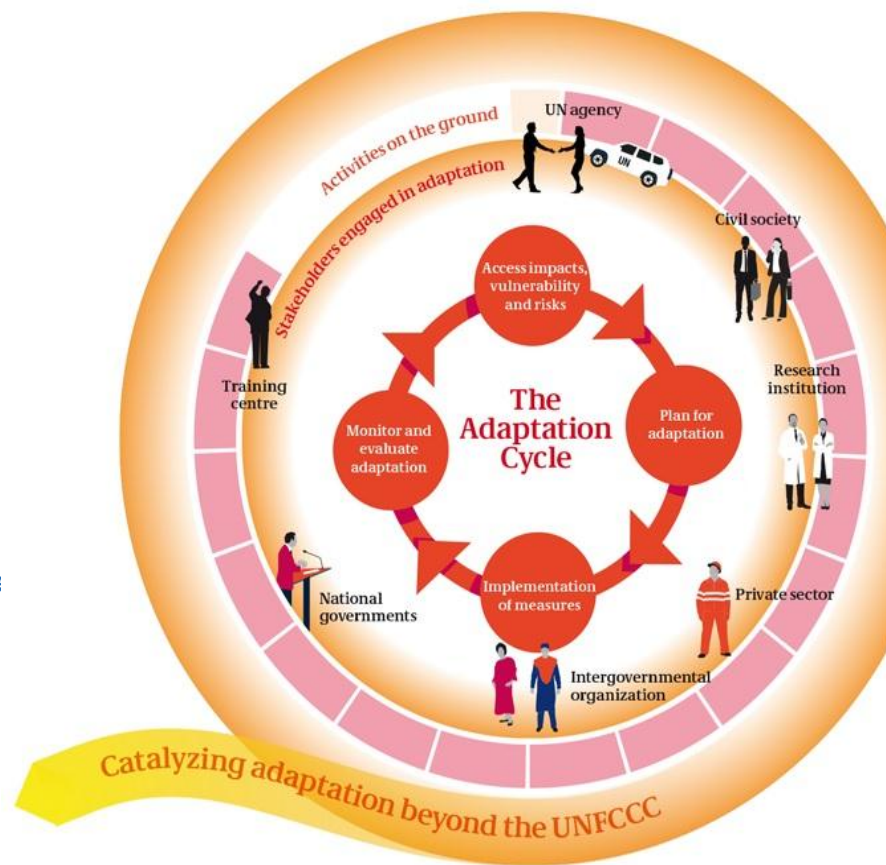 Activities on the ground
Stakeholders engaged in adaptation
UN agency
UN
Civil society
Research
institution
Private sector
Intergovernmental
organization
National
governments
Training
centre
The
Adaptation
Cycle
Access impacts,
vulnerability
and risks
Plan for
adaptation
Implementation
of measures
Monitor and
evaluate
adaptation
Catalyzing adaptation beyond the UNFCCC